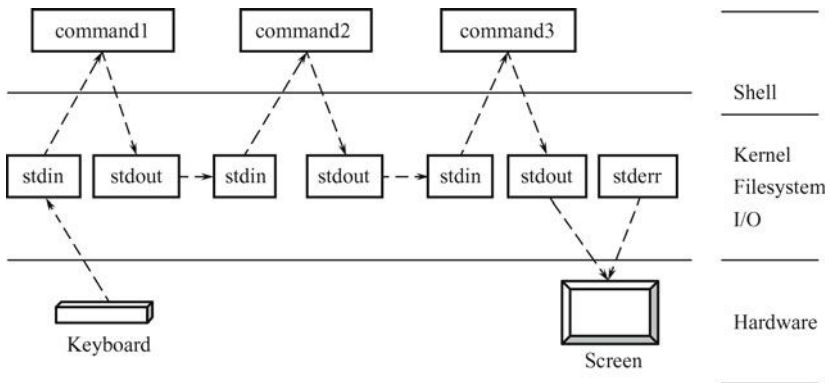 command1
command2
command3
Shell
stdin
stdout
stdin
stdout
stdin
stdout
stderr
Kernel
Filesystem
I/O
Keyboard
Screen
Hardware